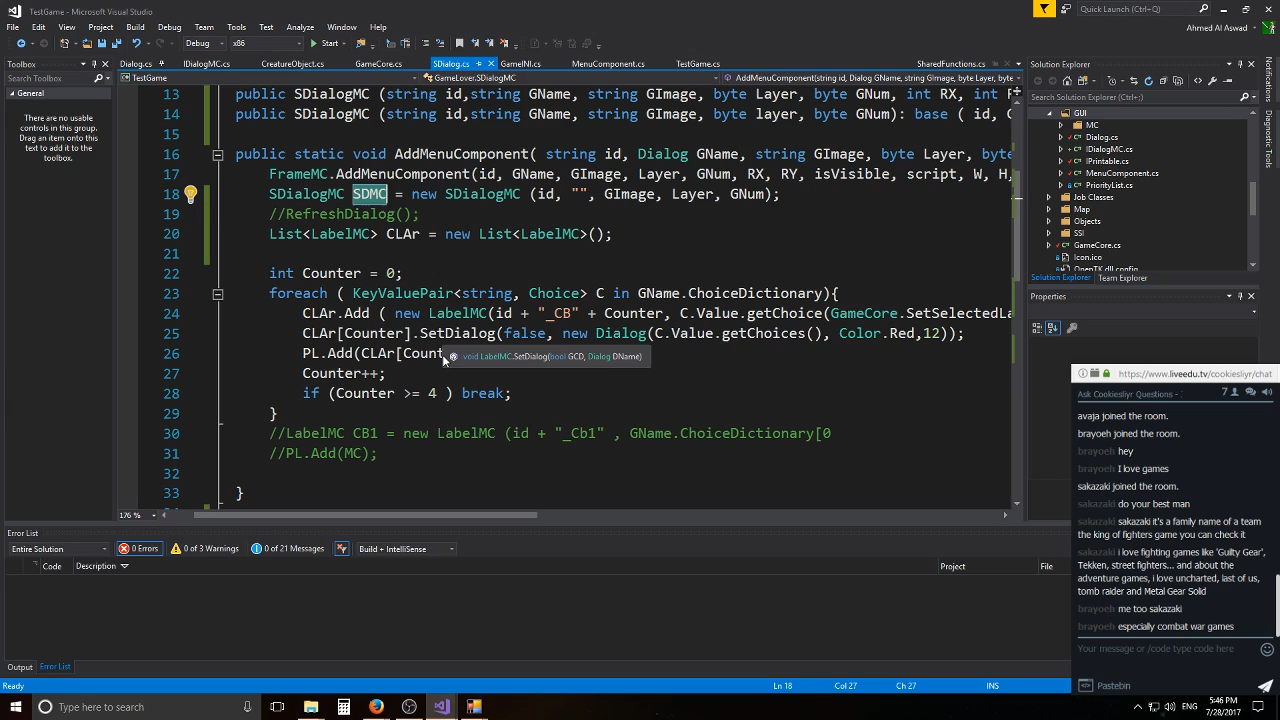 TestGame - Microsoft Visual Studio
Quick Launch (Ctrl+Q)
File Edit View Project Build Debug Team Tools Test Analyze Window Help
Ahmed Al Aswad
Debug x86 Start
Toolbox
Search Toolbox
General
There are no usable
controls in this group.
Drag an item onto this
text to add it to the
toolbox.
Dialog.cs IDialogMC.cs CreatureObject.cs GameCore.cs SDialog.cs GameINI.cs MenuComponent.cs TestGame.cs SharedFunctions.cs
TestGame GameLover.SDialogMC AddMenuComponent(string id, Dialog GName, string GImage, byte Layer, byte
13 public SDialogMC (string id,string GName, string GImage, byte Layer, byte GNum, int RX, int R
14 public SDialogMC (string id,string GName, string GImage, byte layer, byte GNum): base ( id, G
15
16 public static void AddMenuComponent( string id, Dialog GName, string GImage, byte Layer, byte
17 FrameMC.AddMenuComponent(id, GName, GImage, Layer, GNum, RX, RY, isVisible, script, W, H,
18 SDialogMC SDMC = new SDialogMC (id, "", GImage, Layer, GNum);
19 //RefreshDialog();
20 List<LabelMC> CLAr = new List<LabelMC>();
21
22 int Counter = 0;
23 foreach ( KeyValuePair<string, Choice> C in GName.ChoiceDictionary){
24 CLAr.Add ( new LabelMC(id + "_CB" + Counter, C.Value.getChoice(GameCore.SetSelectedLa
25 CLAr[Counter].SetDialog(false, new Dialog(C.Value.getChoices(), Color.Red,12));
26 PL.Add(CLAr[Count
void LabelMC.SetDialog(bool GCD, Dialog DName)
27 Counter++;
28 if (Counter >= 4 ) break;
29 }
30 //LabelMC CB1 = new LabelMC (id + "_Cb1" , GName.ChoiceDictionary[0
31 //PL.Add(MC);
32
33 }
176 %
Solution Explorer
Search Solution Explorer (Ctrl+;)
GUI
MC
Dialog.cs
IDialogMC.cs
IPrintable.cs
MenuComponent.cs
PriorityList.cs
Job Classes
Map
Objects
SSI
GameCore.cs
Icon.ico
OpenTK.dll.config
Solution Explorer Team Explorer
Properties
Notifications
Diagnostic Tools
Error List
Entire Solution 0 Errors 0 of 3 Warnings 0 of 21 Messages Build + IntelliSense
Code Description Project File
Output Error List
Ready Ln 18 Col 27 Ch 27 INS
https://www.liveedu.tv/cookiesliyr/chat
Ask Cookiesliyr Questions - 7
avaja joined the room.
brayoeh joined the room.
brayoeh hey
brayoeh I love games
sakazaki joined the room.
sakazaki do your best man
sakazaki sakazaki it's a family name of a team
the king of fighters game you can check it
sakazaki i love fighting games like 'Guilty Gear',
Tekken, street fighters... and about the
adventure games, i love uncharted, last of us,
tomb raider and Metal Gear Solid
brayoeh me too sakazaki
brayoeh especially combat war games
Your message or /code type code here
Pastebin
Type here to search
ENG
5:46 PM
7/28/2017